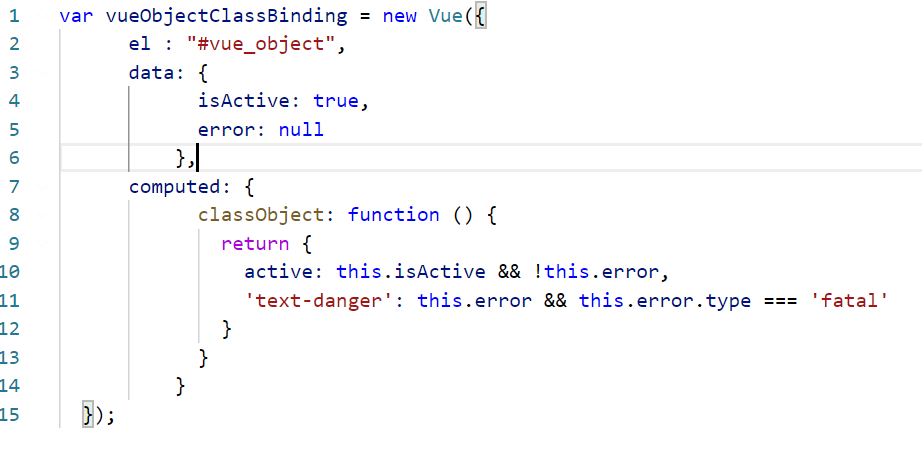 1 var vueObjectClassBinding = new Vue({
2 el : "#vue_object",
3 data: {
4 isActive: true,
5 error: null
6 },
7 computed: {
8 classObject: function () {
9 return {
10 active: this.isActive && !this.error,
11 'text-danger': this.error && this.error.type === 'fatal'
12 }
13 }
14 }
15 });